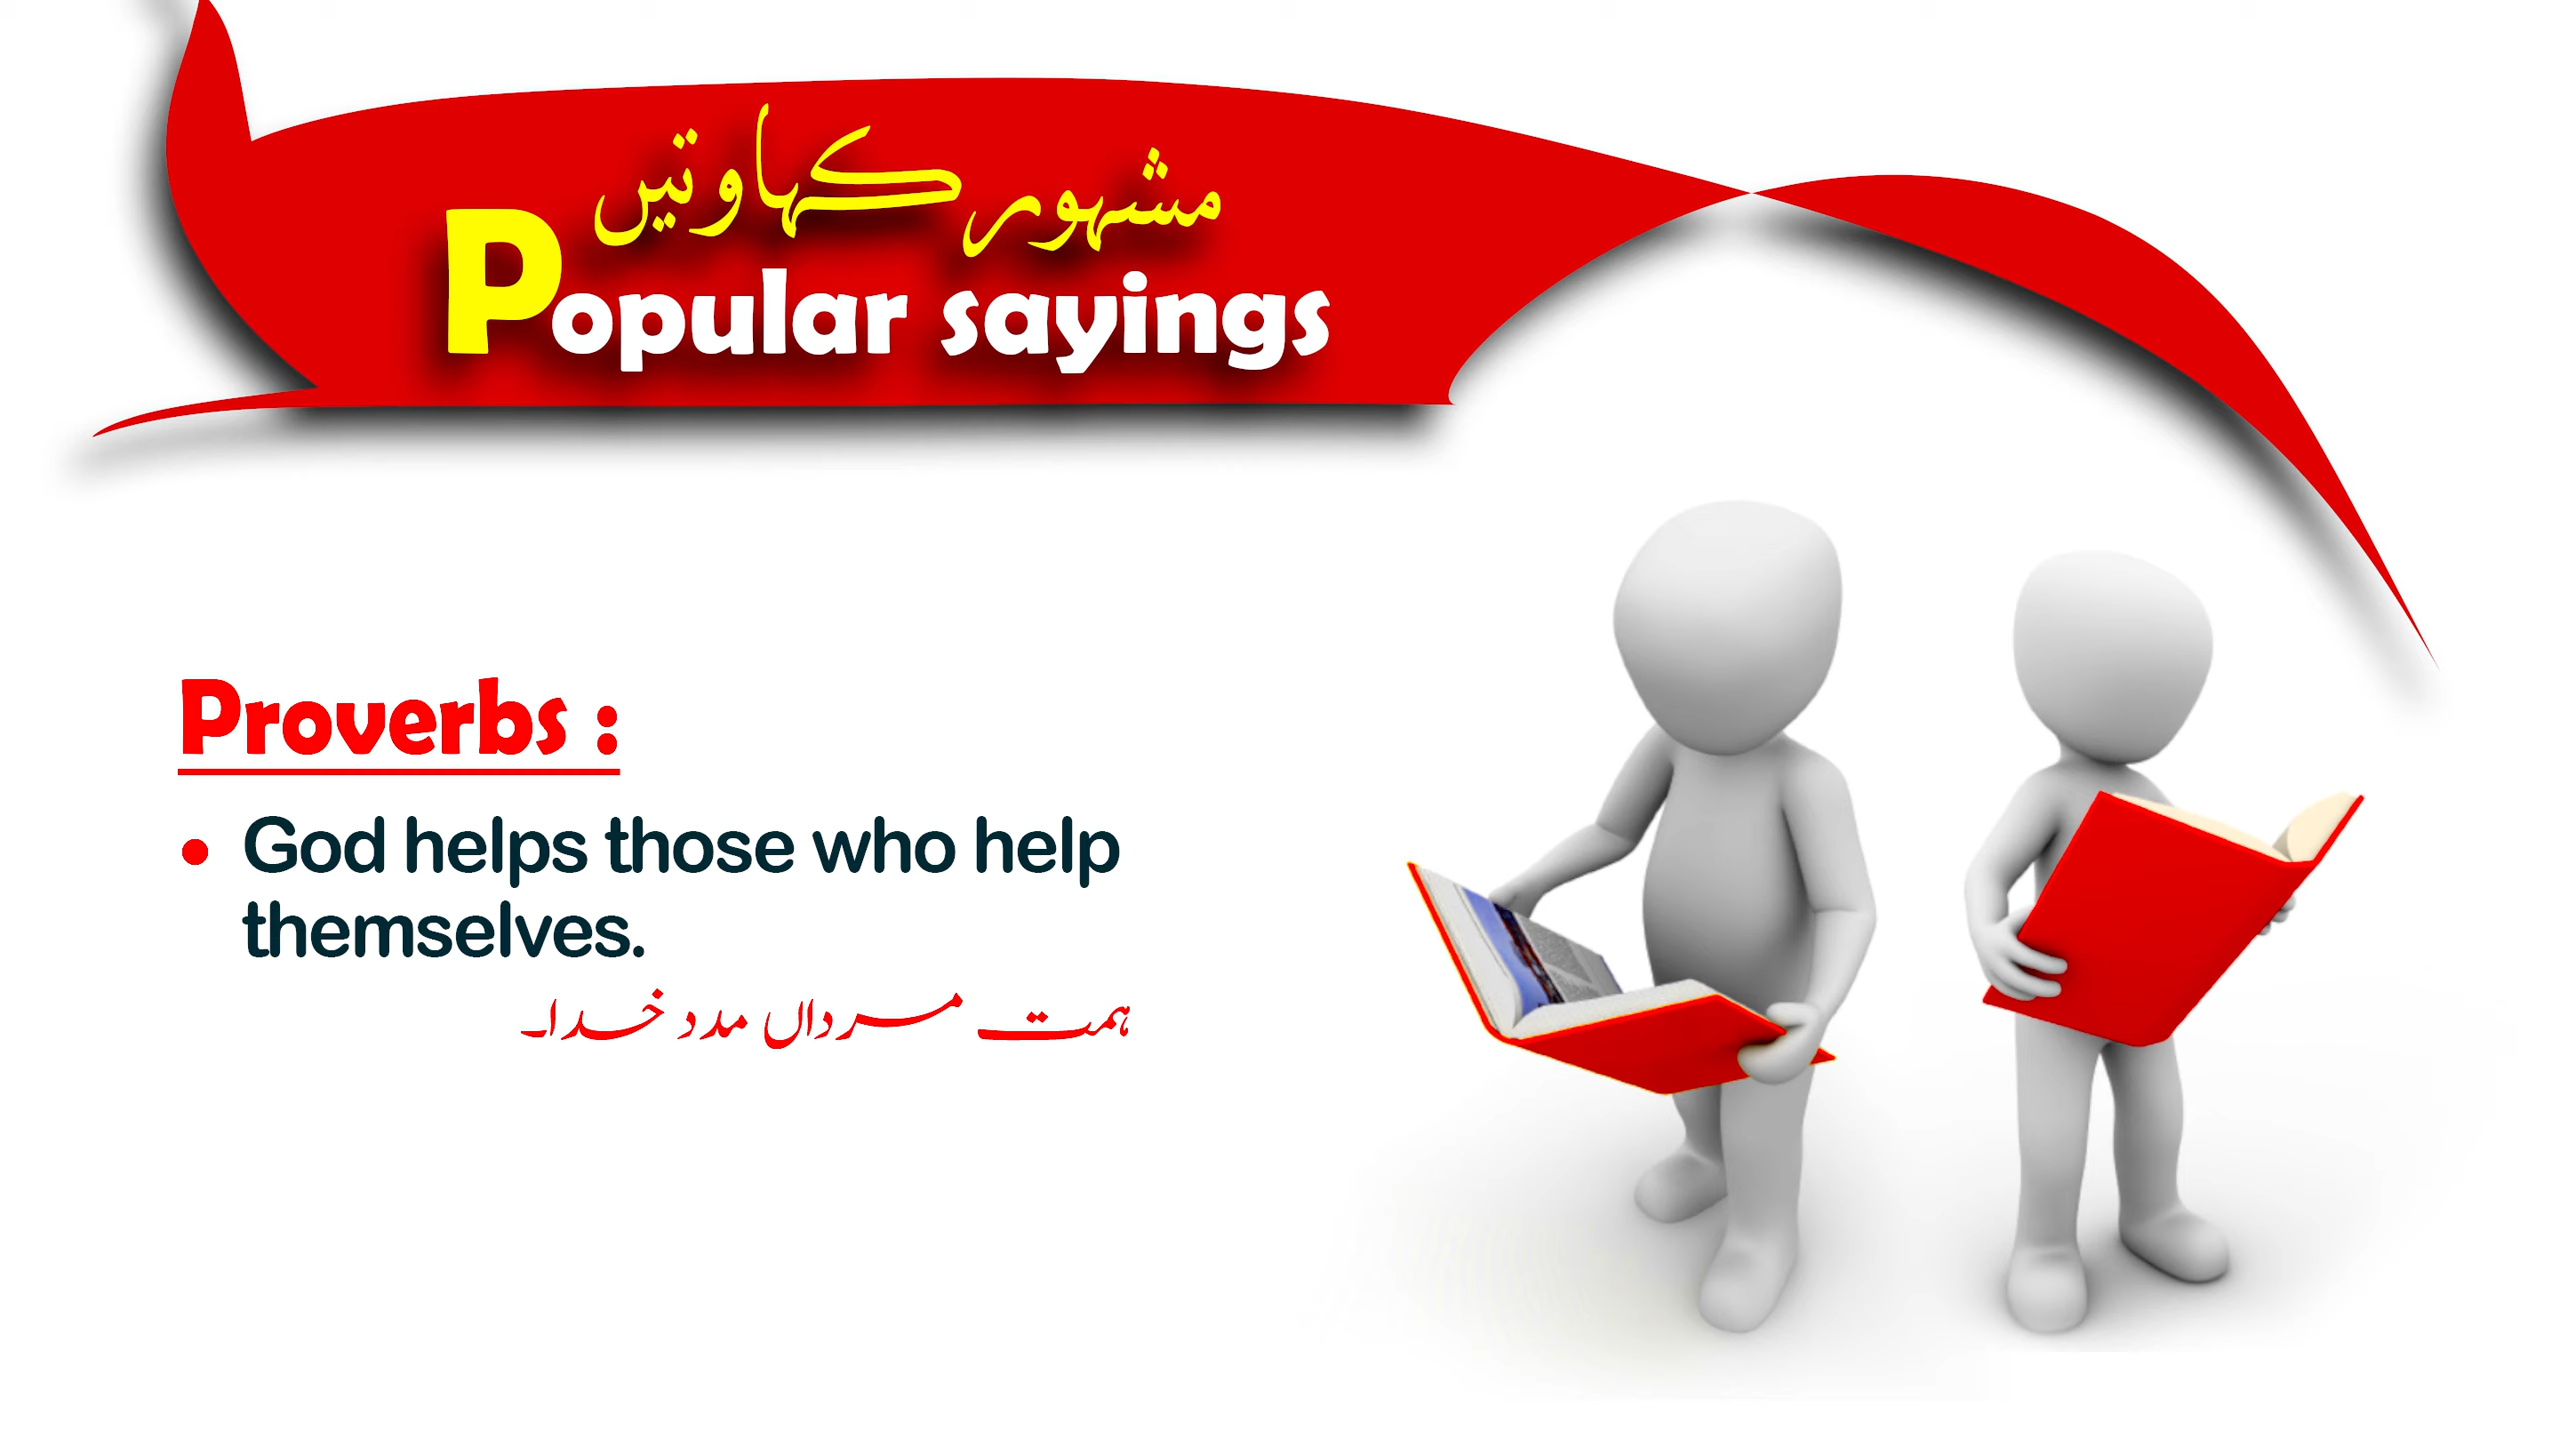 مشہور کہاوتیں
Popular sayings
Proverbs :
• God helps those who help
themselves.
ہمت مرداں مدد خدا۔